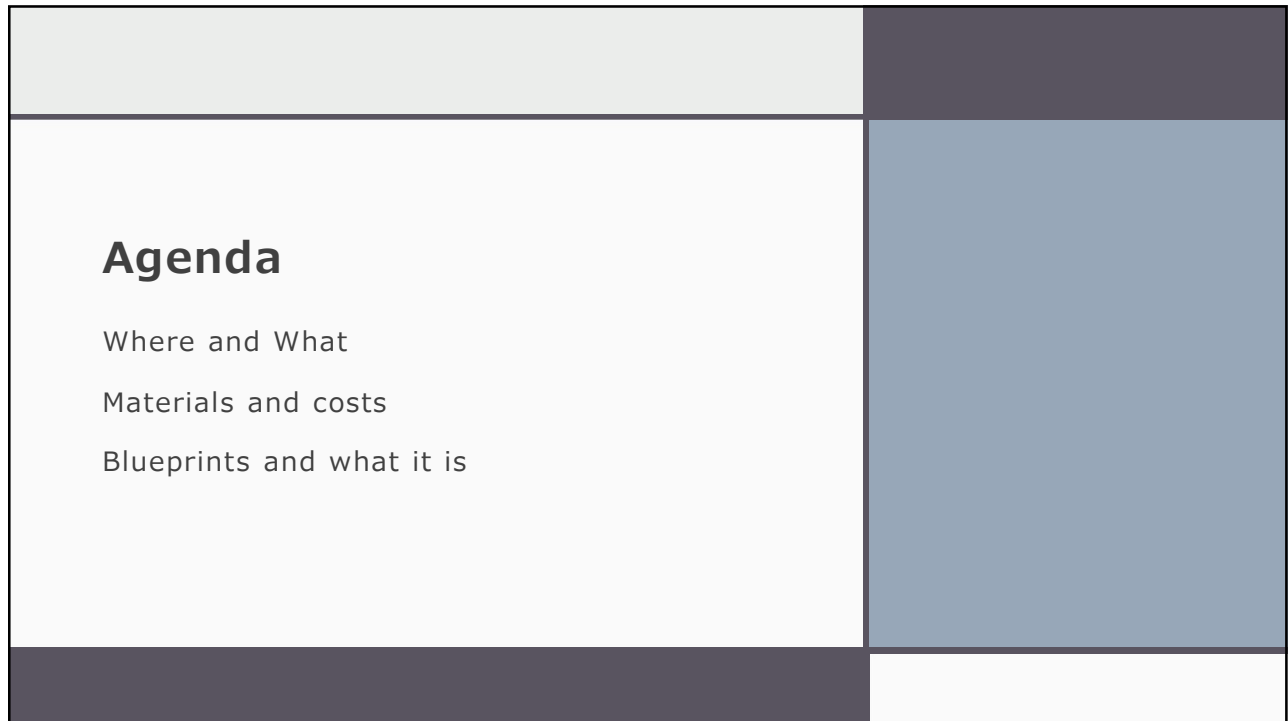 Agenda
Where and What
Materials and costs
Blueprints and what it is